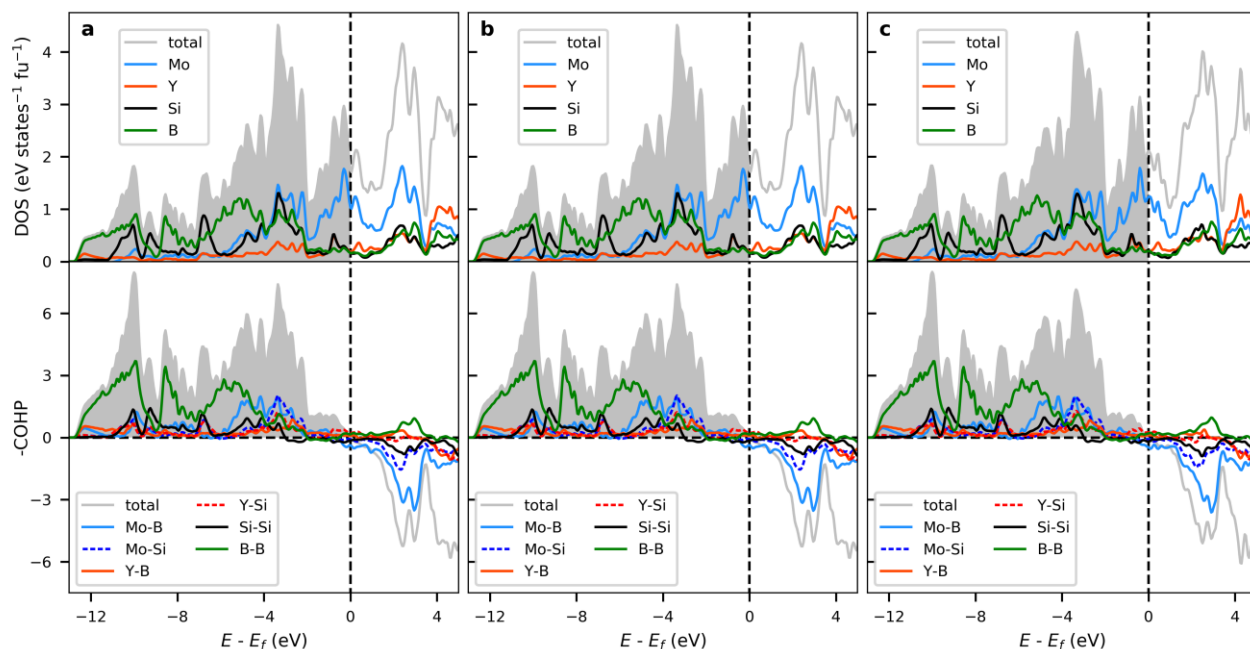 a
total
Mo
Y
Si
B
b
total
Mo
Y
Si
B
c
total
Mo
Y
Si
B
DOS (eV states⁻¹ fu⁻¹)
4
3
2
1
0
-COHP
6
3
0
−3
−6
total
Mo-B
Mo-Si
Y-B
Y-Si
Si-Si
B-B
total
Mo-B
Mo-Si
Y-B
Y-Si
Si-Si
B-B
total
Mo-B
Mo-Si
Y-B
Y-Si
Si-Si
B-B
−12 −8 −4 0 4
−12 −8 −4 0 4
−12 −8 −4 0 4
E - E_f (eV)
E - E_f (eV)
E - E_f (eV)